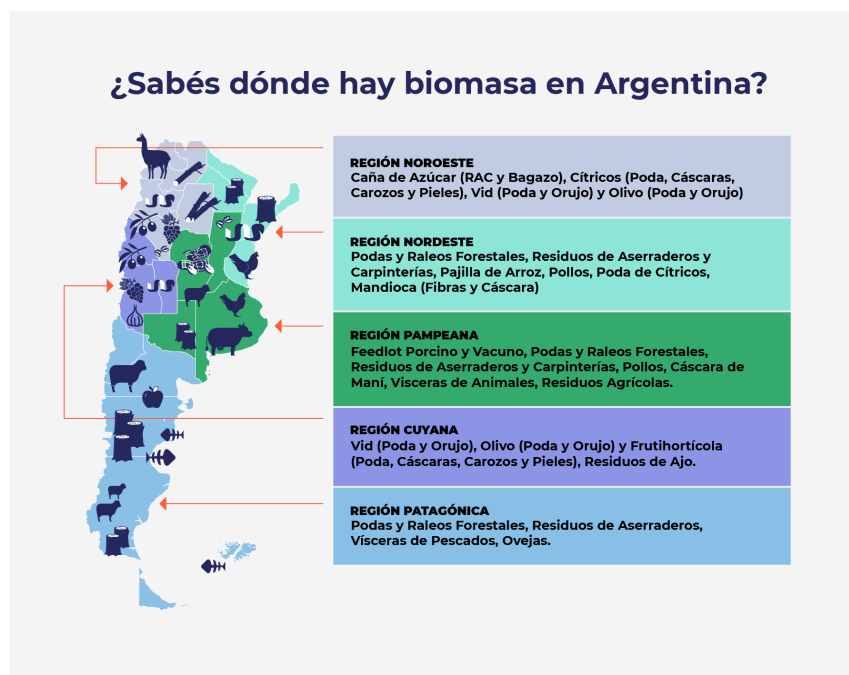 ¿Sabés dónde hay biomasa en Argentina?
REGIÓN NOROESTE
Caña de Azúcar (RAC y Bagazo), Cítricos (Poda, Cáscaras,
Carozos y Pieles), Vid (Poda y Orujo) y Olivo (Poda y Orujo)
REGIÓN NORDESTE
Podas y Raleos Forestales, Residuos de Aserraderos y
Carpinterías, Pajilla de Arroz, Pollos, Poda de Cítricos,
Mandioca (Fibras y Cáscara)
REGIÓN PAMPEANA
Feedlot Porcino y Vacuno, Podas y Raleos Forestales,
Residuos de Aserraderos y Carpinterías, Pollos, Cáscara de
Maní, Visceras de Animales, Residuos Agrícolas.
REGIÓN CUYANA
Vid (Poda y Orujo), Olivo (Poda y Orujo) y Frutihortícola
(Poda, Cáscaras, Carozos y Pieles), Residuos de Ajo.
REGIÓN PATAGÓNICA
Podas y Raleos Forestales, Residuos de Aserraderos,
Vísceras de Pescados, Ovejas.